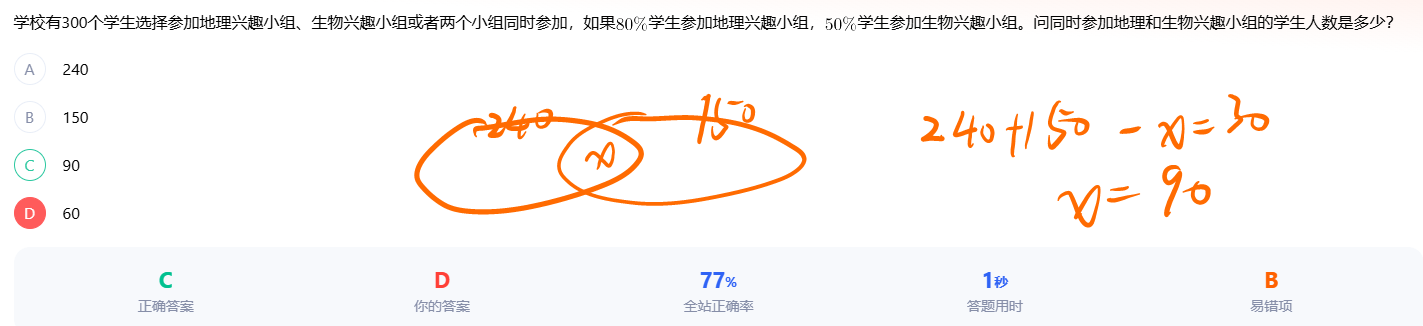 学校有300个学生选择参加地理兴趣小组、生物兴趣小组或者两个小组同时参加，如果80%学生参加地理兴趣小组，50%学生参加生物兴趣小组。问同时参加地理和生物兴趣小组的学生人数是多少？
A 240
B 150
C 90
D 60
240 x 150
240+150-x=30
x=90
C D 77% 1秒 B
正确答案 你的答案 全站正确率 答题用时 易错项